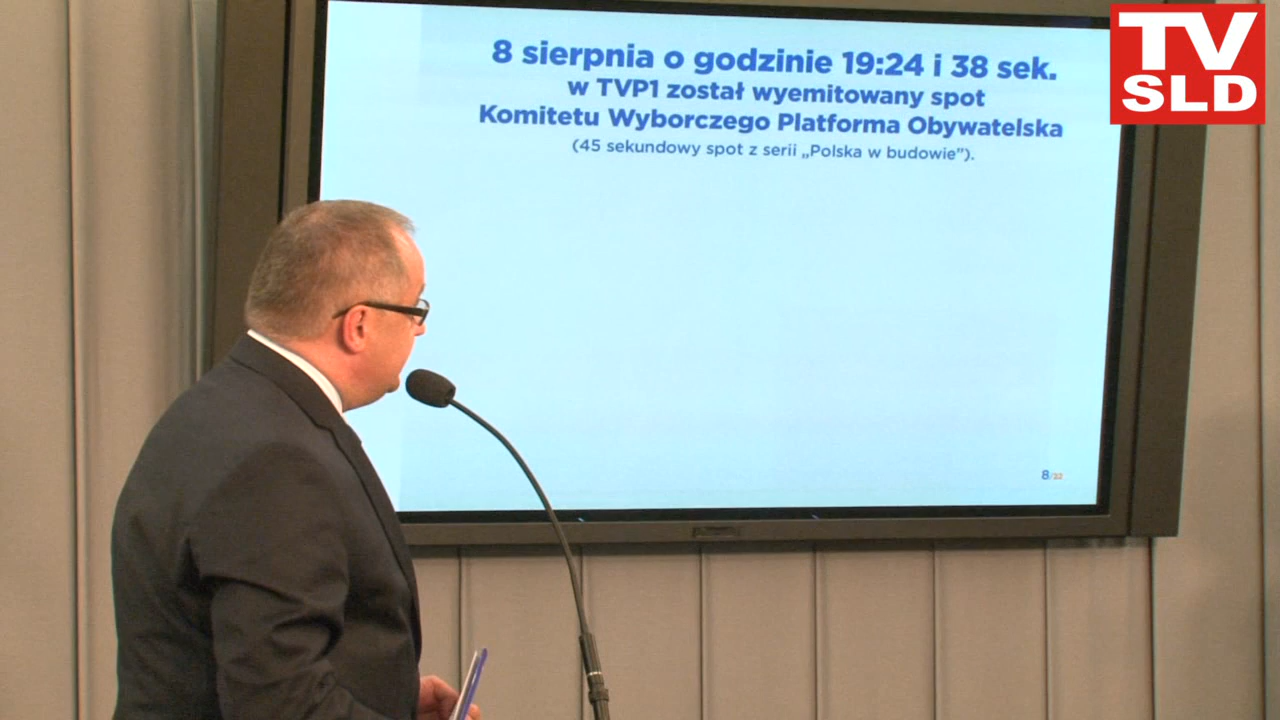 8 sierpnia o godzinie 19:24 i 38 sek.
w TVP1 został wyemitowany spot
Komitetu Wyborczego Platforma Obywatelska
(45 sekundowy spot z serii „Polska w budowie”).
8/22
TV
SLD